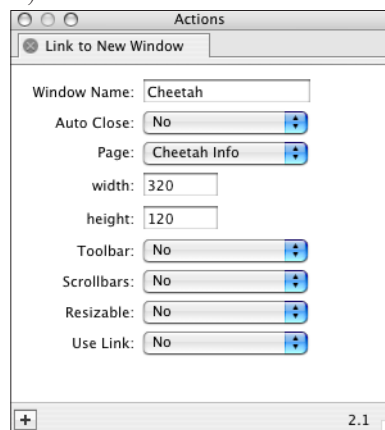 Actions
Link to New Window
Window Name: Cheetah
Auto Close: No
Page: Cheetah Info
width: 320
height: 120
Toolbar: No
Scrollbars: No
Resizable: No
Use Link: No
+ 2.1